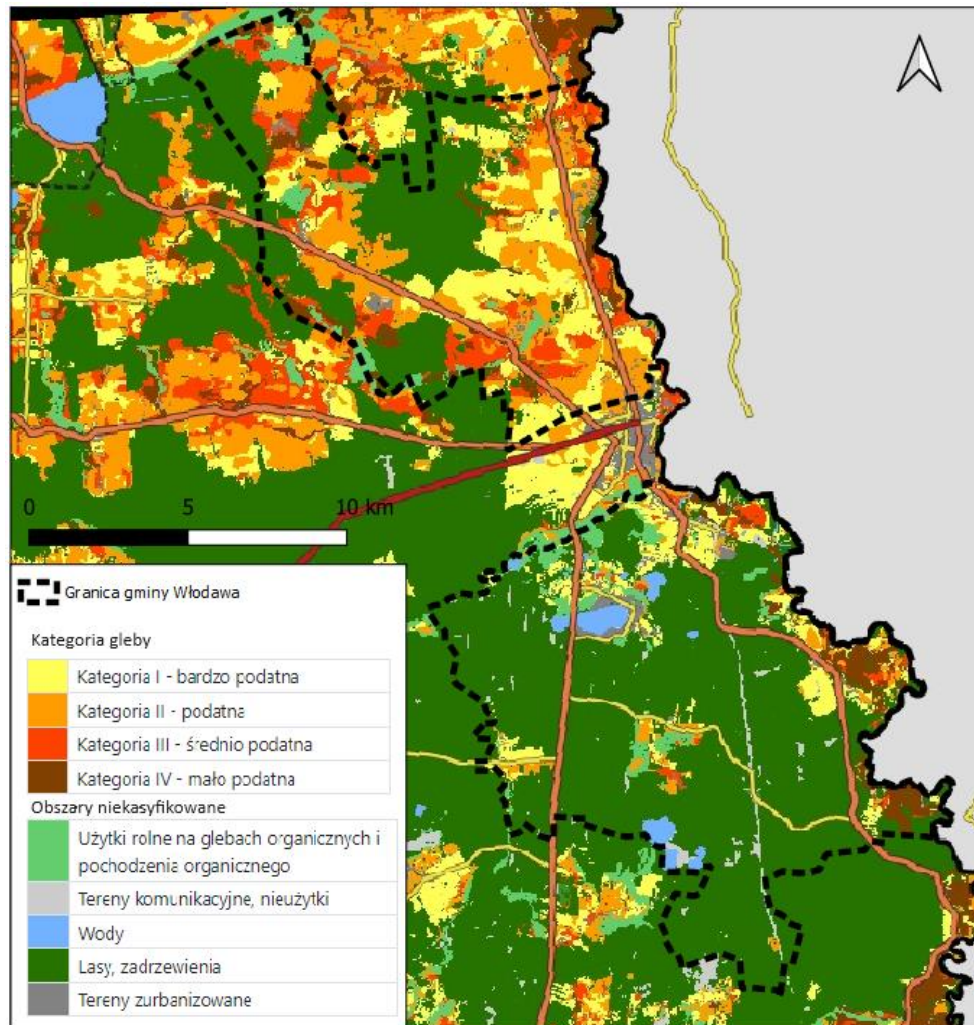 0 5 10 km
Granica gminy Włodawa
Kategoria gleby
Kategoria I - bardzo podatna
Kategoria II - podatna
Kategoria III - średnio podatna
Kategoria IV - mało podatna
Obszary niekasyfikowane
Użytki rolne na glebach organicznych i
pochodzenia organicznego
Tereny komunikacyjne, nieużytki
Wody
Lasy, zadrzewienia
Tereny zurbanizowane